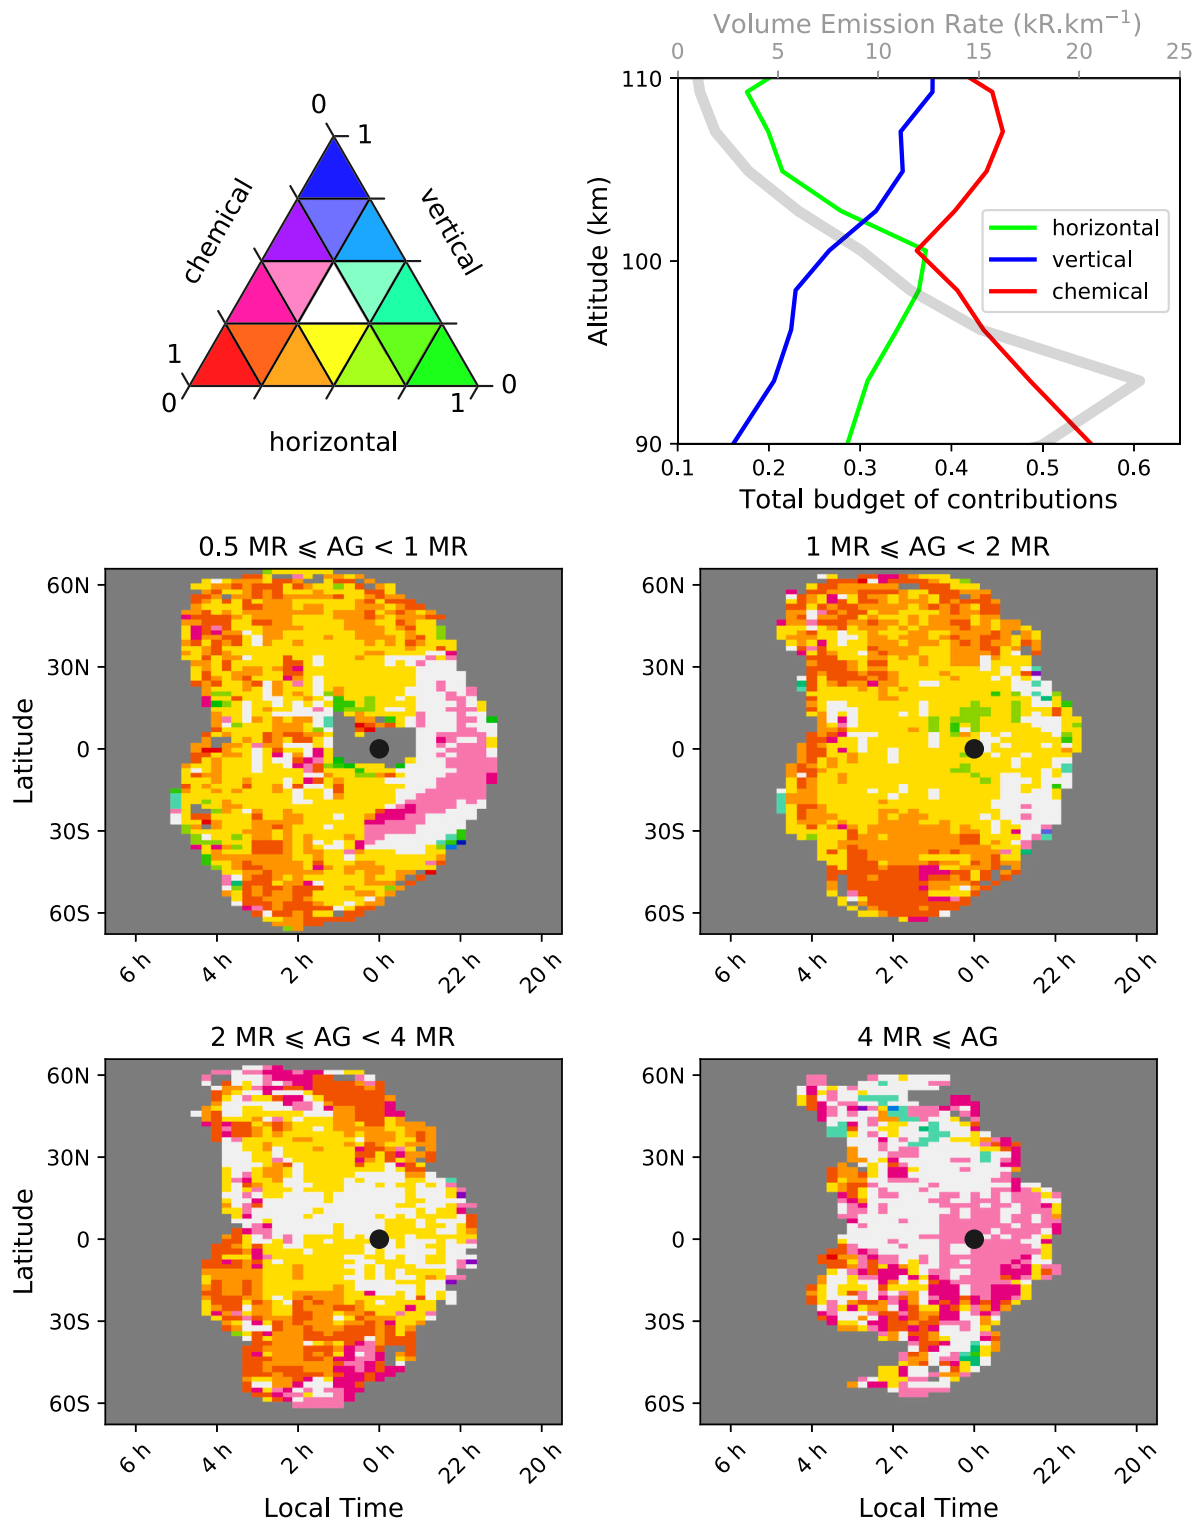 Volume Emission Rate (kR.km⁻¹)
0 5 10 15 20 25
0
1
chemical
vertical
1
0
0
1
horizontal
110
100
90
Altitude (km)
horizontal
vertical
chemical
0.1 0.2 0.3 0.4 0.5 0.6
Total budget of contributions
0.5 MR ⩽ AG < 1 MR
60N
30N
0
30S
60S
Latitude
6 h 4 h 2 h 0 h 22 h 20 h
1 MR ⩽ AG < 2 MR
60N
30N
0
30S
60S
6 h 4 h 2 h 0 h 22 h 20 h
2 MR ⩽ AG < 4 MR
60N
30N
0
30S
60S
Latitude
6 h 4 h 2 h 0 h 22 h 20 h
Local Time
4 MR ⩽ AG
60N
30N
0
30S
60S
6 h 4 h 2 h 0 h 22 h 20 h
Local Time